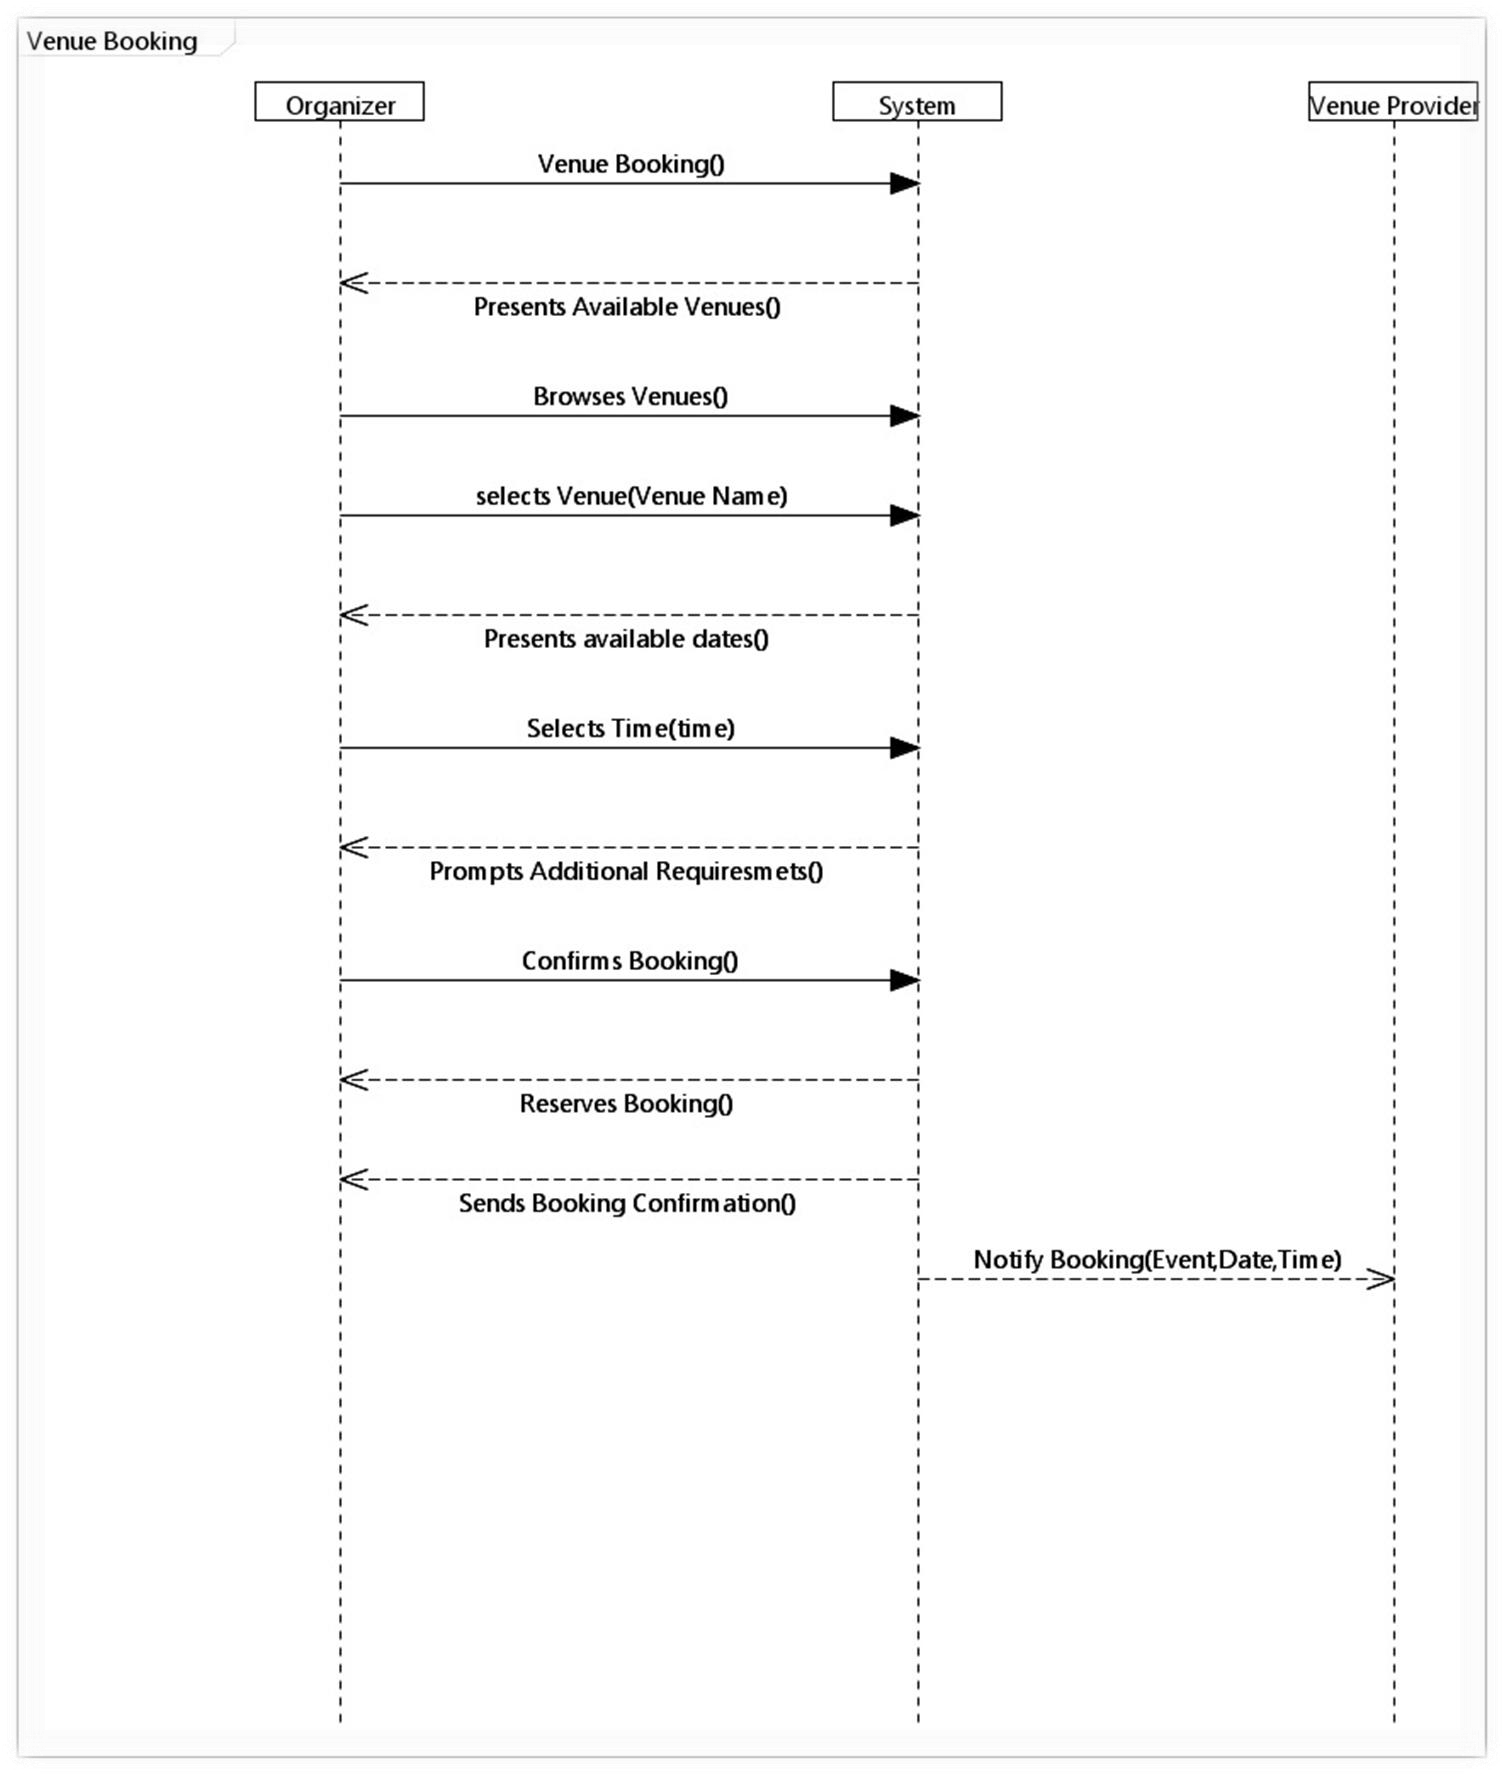 Venue Booking
Organizer
System
Venue Provider
Venue Booking()
Presents Available Venues()
Browses Venues()
selects Venue(Venue Name)
Presents available dates()
Selects Time(time)
Prompts Additional Requiresmets()
Confirms Booking()
Reserves Booking()
Sends Booking Confirmation()
Notify Booking(Event,Date,Time)